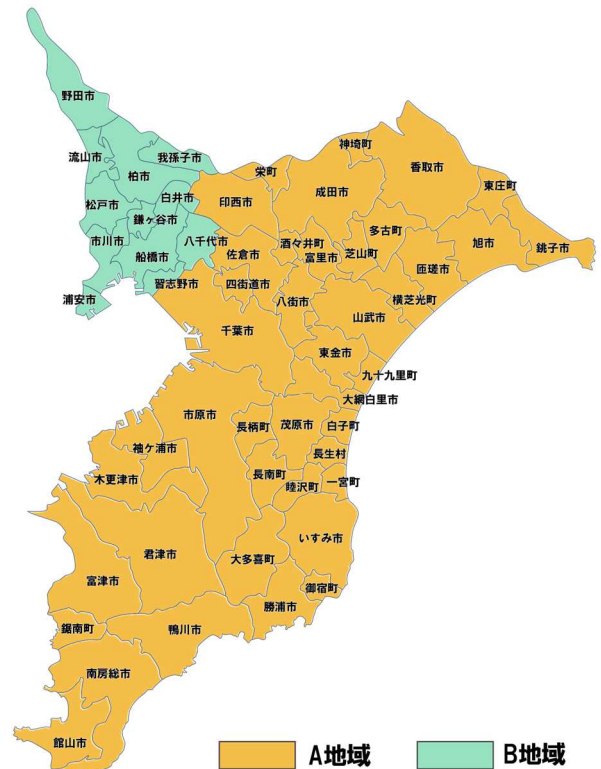 野田市
流山市
我孫子市
柏市
松戸市
白井市
鎌ヶ谷市
市川市
八千代市
船橋市
浦安市
習志野市
神埼町
香取市
栄町
成田市
東庄町
印西市
多古町
旭市
銚子市
酒々井町
佐倉市
富里市
芝山町
匝瑳市
四街道市
八街市
横芝光町
山武市
千葉市
東金市
九十九里町
大網白里市
市原市
長柄町
茂原市
白子町
袖ケ浦市
長生村
木更津市
長南町
睦沢町
一宮町
いすみ市
君津市
大多喜町
富津市
御宿町
勝浦市
鋸南町
鴨川市
南房総市
館山市
A地域
B地域